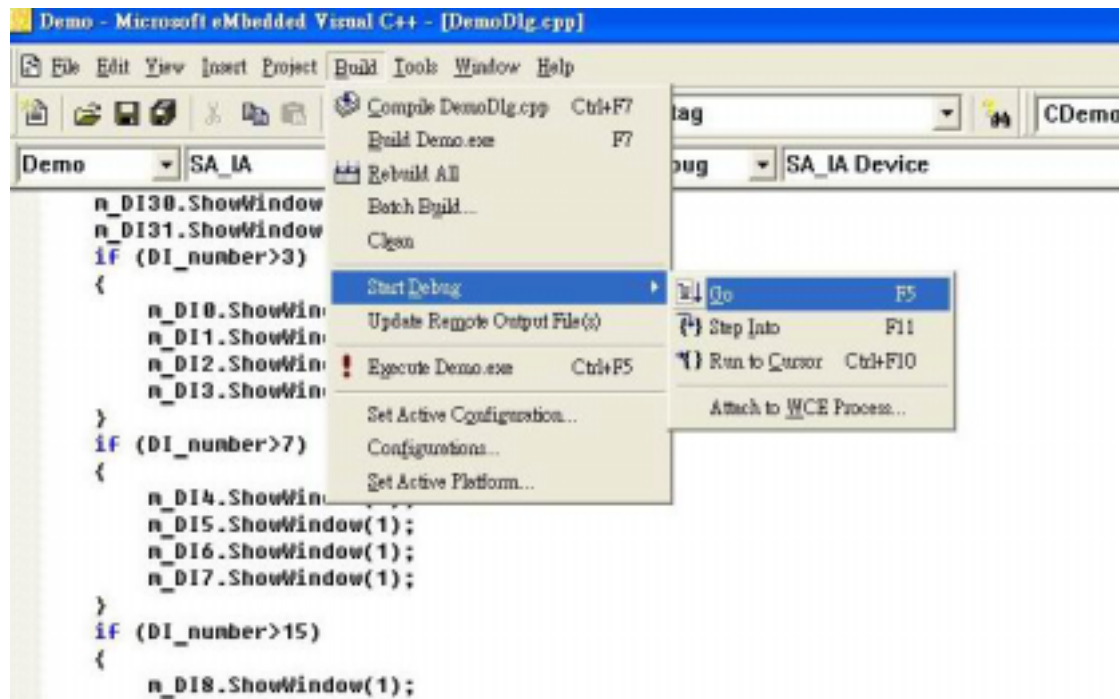 Demo - Microsoft eMbedded Visual C++ - [DemoDlg.cpp]
File Edit View Insert Project Build Tools Window Help
Compile DemoDlg.cpp Ctrl+F7
Build Demo.exe F7
Rebuild All
Batch Build...
Clean
Start Debug
Update Remote Output File(s)
Execute Demo.exe Ctrl+F5
Set Active Configuration...
Configurations...
Set Active Platform...
Go F5
Step Into F11
Run to Cursor Ctrl+F10
Attach to WCE Process...
CDemo
Demo SA_IA SA_IA Device
m_DI30.ShowWindow
m_DI31.ShowWindow
if (DI_number>3)
{
m_DI0.ShowWin
m_DI1.ShowWin
m_DI2.ShowWin
m_DI3.ShowWin
}
if (DI_number>7)
{
m_DI4.ShowWin
m_DI5.ShowWindow(1);
m_DI6.ShowWindow(1);
m_DI7.ShowWindow(1);
}
if (DI_number>15)
{
m_DI8.ShowWindow(1);